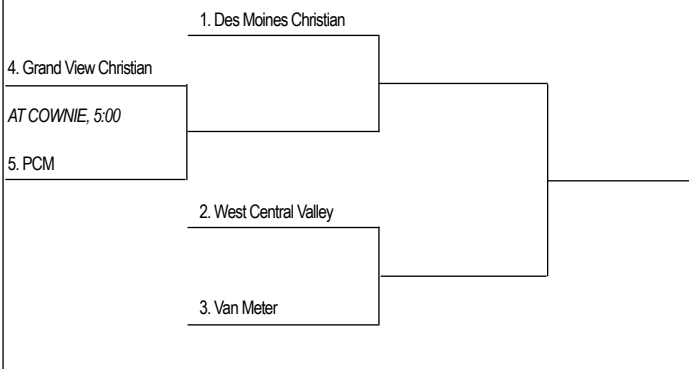 1. Des Moines Christian
4. Grand View Christian
AT COWNIE, 5:00
5. PCM
2. West Central Valley
3. Van Meter